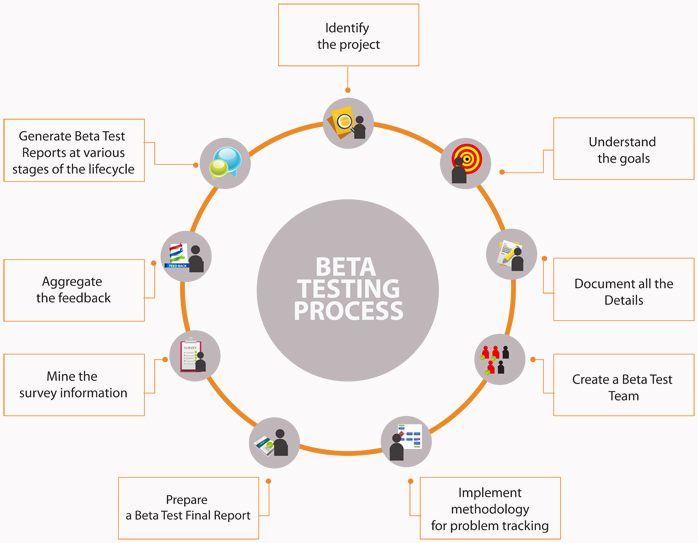 Identify
the project
Understand
the goals
Document all the
Details
Create a Beta Test
Team
Implement
methodology
for problem tracking
Prepare
a Beta Test Final Report
Mine the
survey information
Aggregate
the feedback
Generate Beta Test
Reports at various
stages of the lifecycle
BETA
TESTING
PROCESS
FEEDBACK
SURVEY